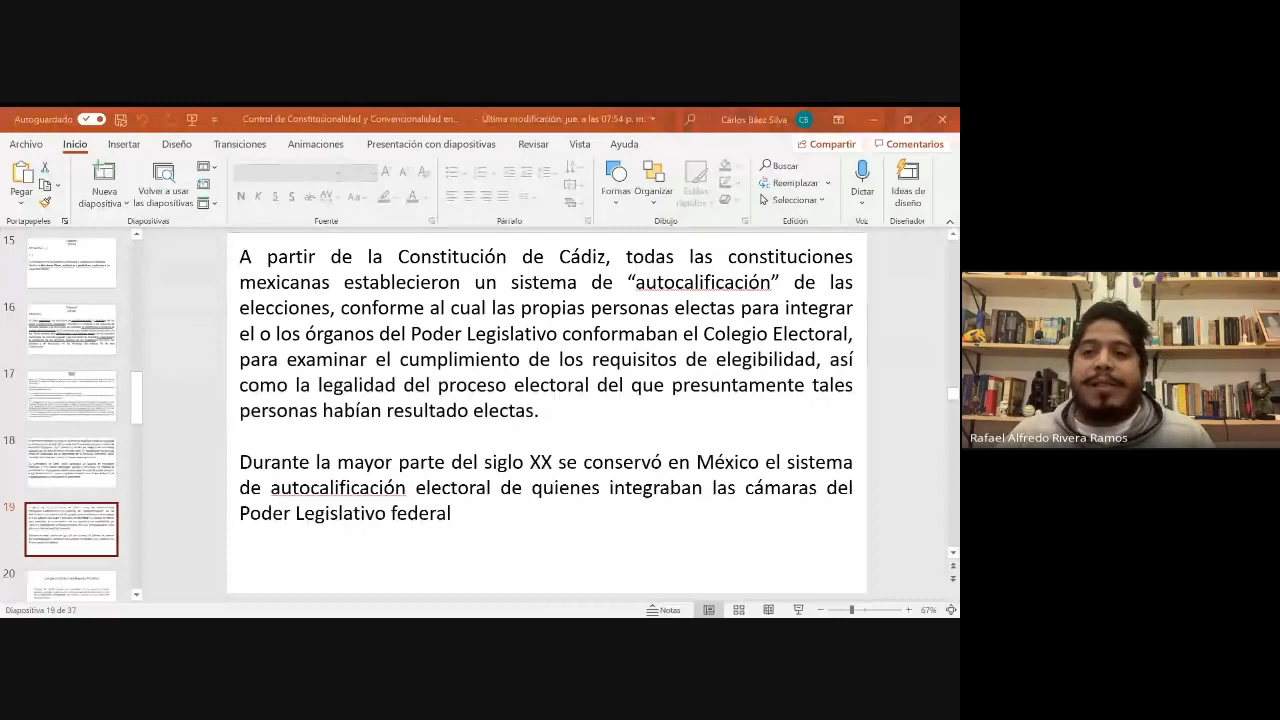 Autoguardado
Control de Constitucionalidad y Convencionalidad en... - Última modificación: jue. a las 07:54 p. m.
Carlos Báez Silva
CB
Archivo Inicio Insertar Diseño Transiciones Animaciones Presentación con diapositivas Revisar Vista Ayuda
Compartir Comentarios
Pegar
Nueva diapositiva
Volver a usar las diapositivas
N K S S ab AV Aa A
Formas Organizar Estilos rápidos
Buscar
Reemplazar
Seleccionar
Dictar
Ideas de diseño
Portapapeles Diapositivas Fuente Párrafo Dibujo Edición Voz Diseñador
15
16
17
18
19
20
A partir de la Constitución de Cádiz, todas las constituciones
mexicanas establecieron un sistema de “autocalificación” de las
elecciones, conforme al cual las propias personas electas para integrar
el o los órganos del Poder Legislativo conformaban el Colegio Electoral,
para examinar el cumplimiento de los requisitos de elegibilidad, así
como la legalidad del proceso electoral del que presuntamente tales
personas habían resultado electas.
Durante la mayor parte del siglo XX se conservó en México el sistema
de autocalificación electoral de quienes integraban las cámaras del
Poder Legislativo federal
Rafael Alfredo Rivera Ramos
Diapositiva 19 de 37
Notas
67%